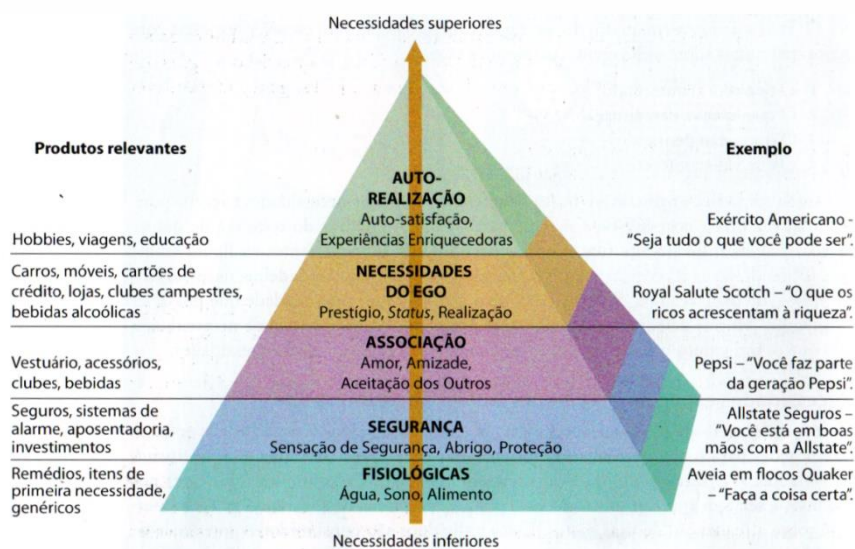 Necessidades superiores
Produtos relevantes
Exemplo
AUTO-
REALIZAÇÃO
Auto-satisfação,
Experiências Enriquecedoras
Hobbies, viagens, educação
Exército Americano -
“Seja tudo o que você pode ser”.
Carros, móveis, cartões de
crédito, lojas, clubes campestres,
bebidas alcoólicas
NECESSIDADES
DO EGO
Prestígio, Status, Realização
Royal Salute Scotch – “O que os
ricos acrescentam à riqueza”.
Vestuário, acessórios,
clubes, bebidas
ASSOCIAÇÃO
Amor, Amizade,
Aceitação dos Outros
Pepsi – “Você faz parte
da geração Pepsi”.
Seguros, sistemas de
alarme, aposentadoria,
investimentos
SEGURANÇA
Sensação de Segurança, Abrigo, Proteção
Allstate Seguros –
“Você está em boas
mãos com a Allstate”.
Remédios, itens de
primeira necessidade,
genéricos
FISIOLÓGICAS
Água, Sono, Alimento
Aveia em flocos Quaker
– “Faça a coisa certa”.
Necessidades inferiores